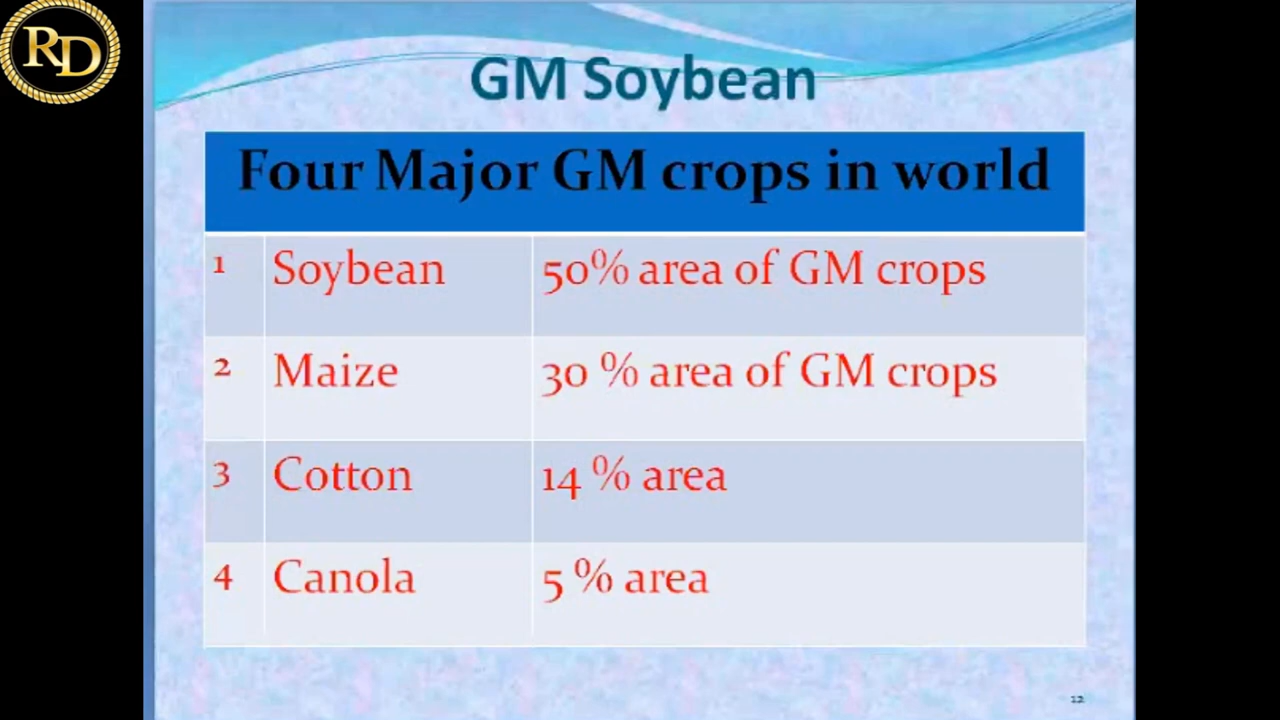 RD
GM Soybean
Four Major GM crops in world
1 Soybean 50% area of GM crops
2 Maize 30 % area of GM crops
3 Cotton 14 % area
4 Canola 5 % area
12